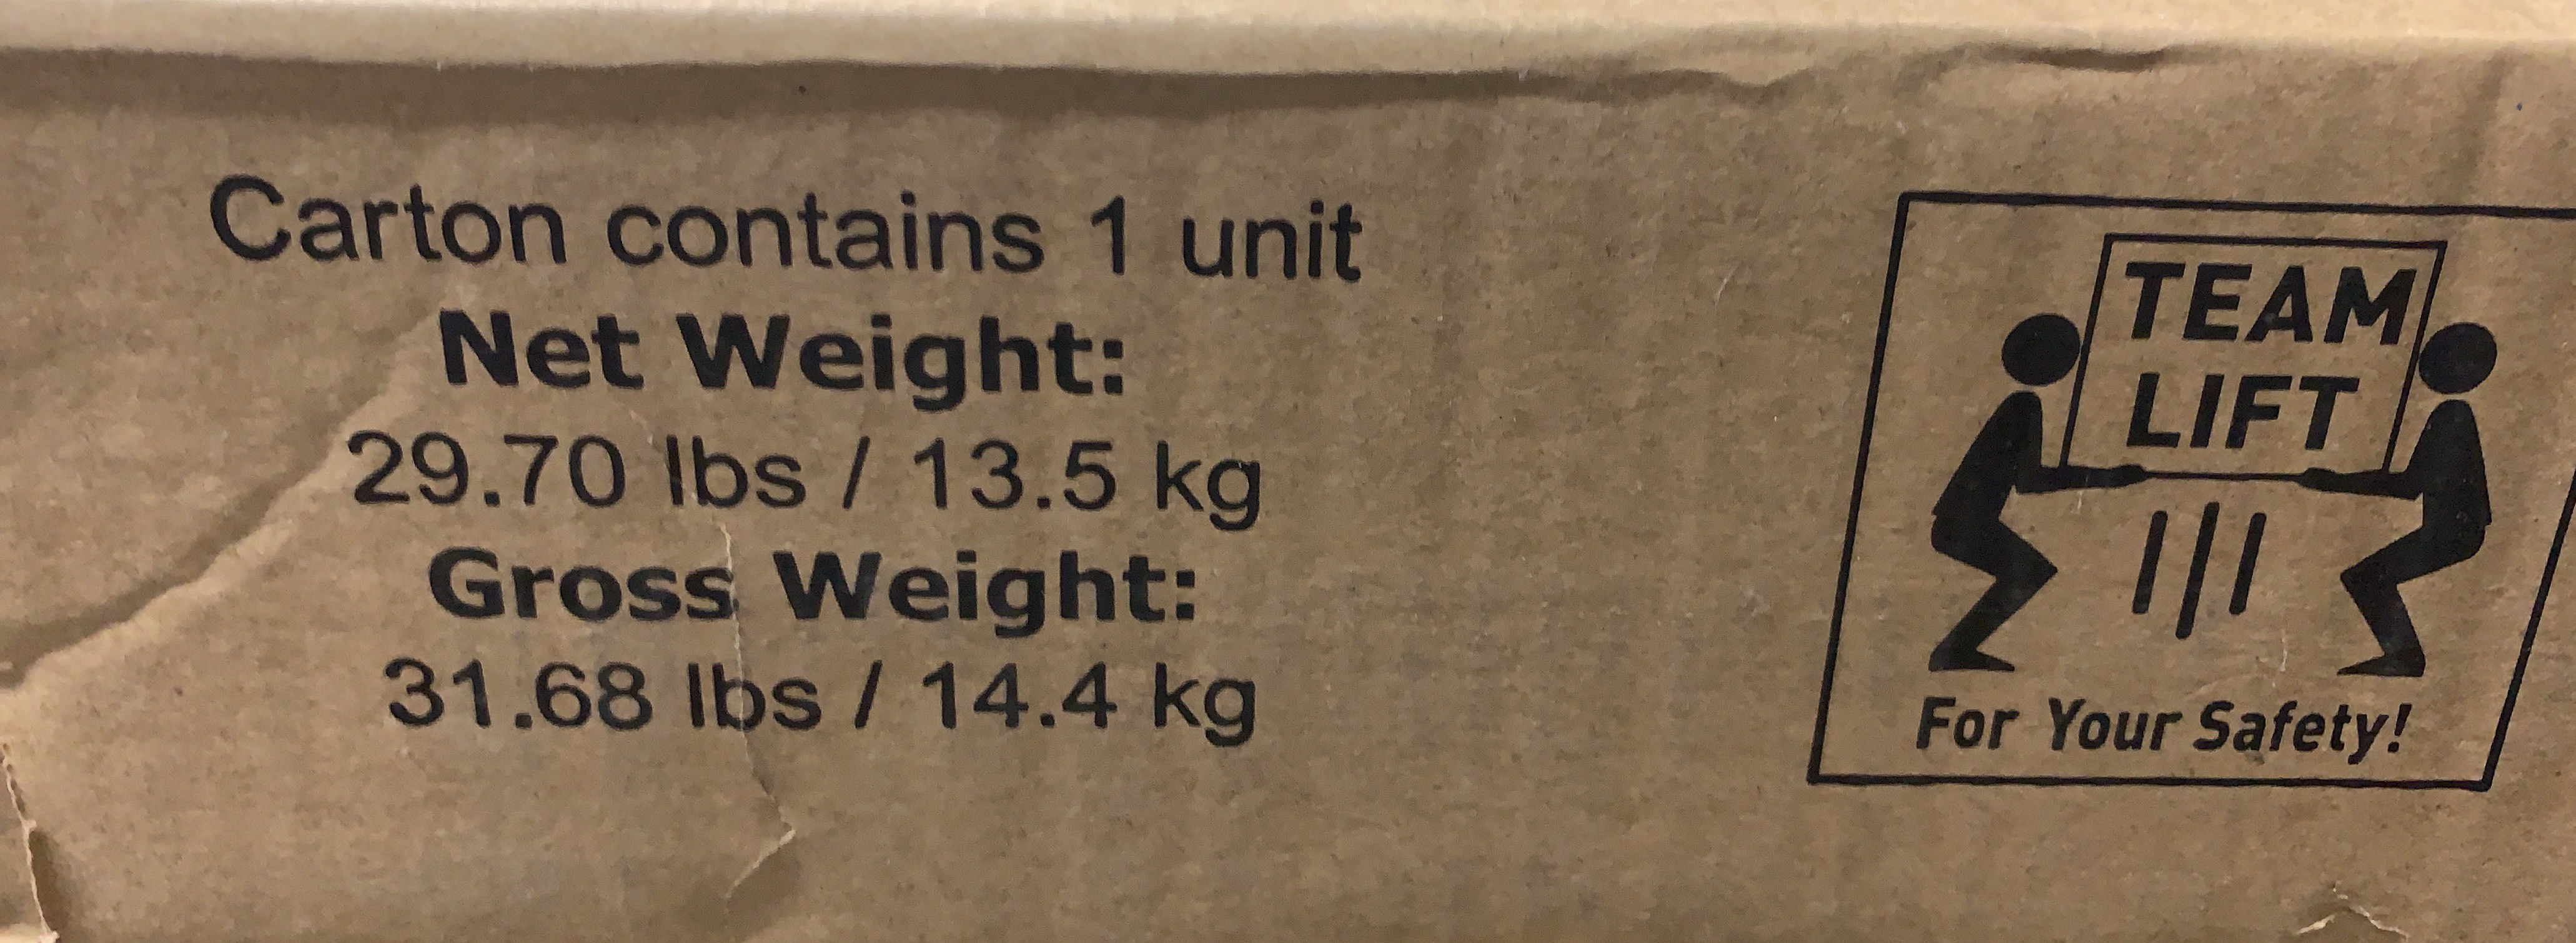 Carton contains 1 unit
Net Weight:
29.70 lbs / 13.5 kg
Gross Weight:
31.68 lbs / 14.4 kg
TEAM
LIFT
For Your Safety!